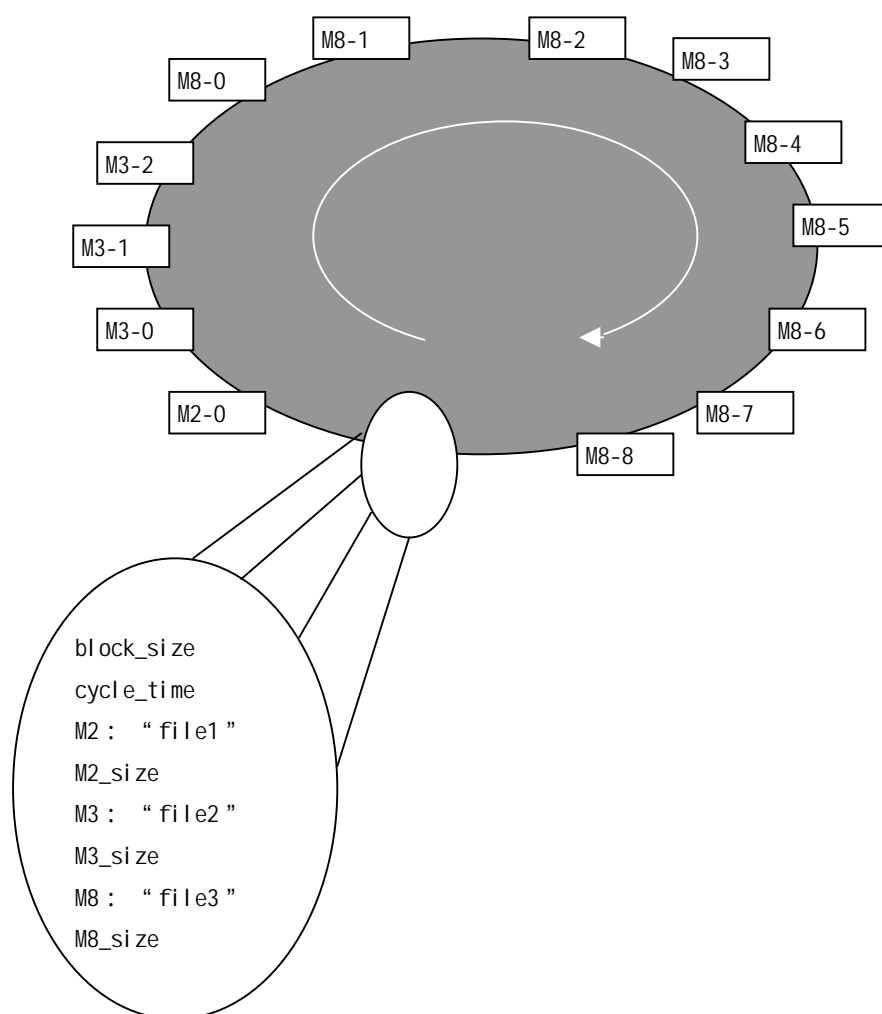 M8-1
M8-2
M8-3
M8-0
M8-4
M3-2
M8-5
M3-1
M3-0
M8-6
M2-0
M8-7
M8-8
block_size
cycle_time
M2: “file1”
M2_size
M3: “file2”
M3_size
M8: “file3”
M8_size